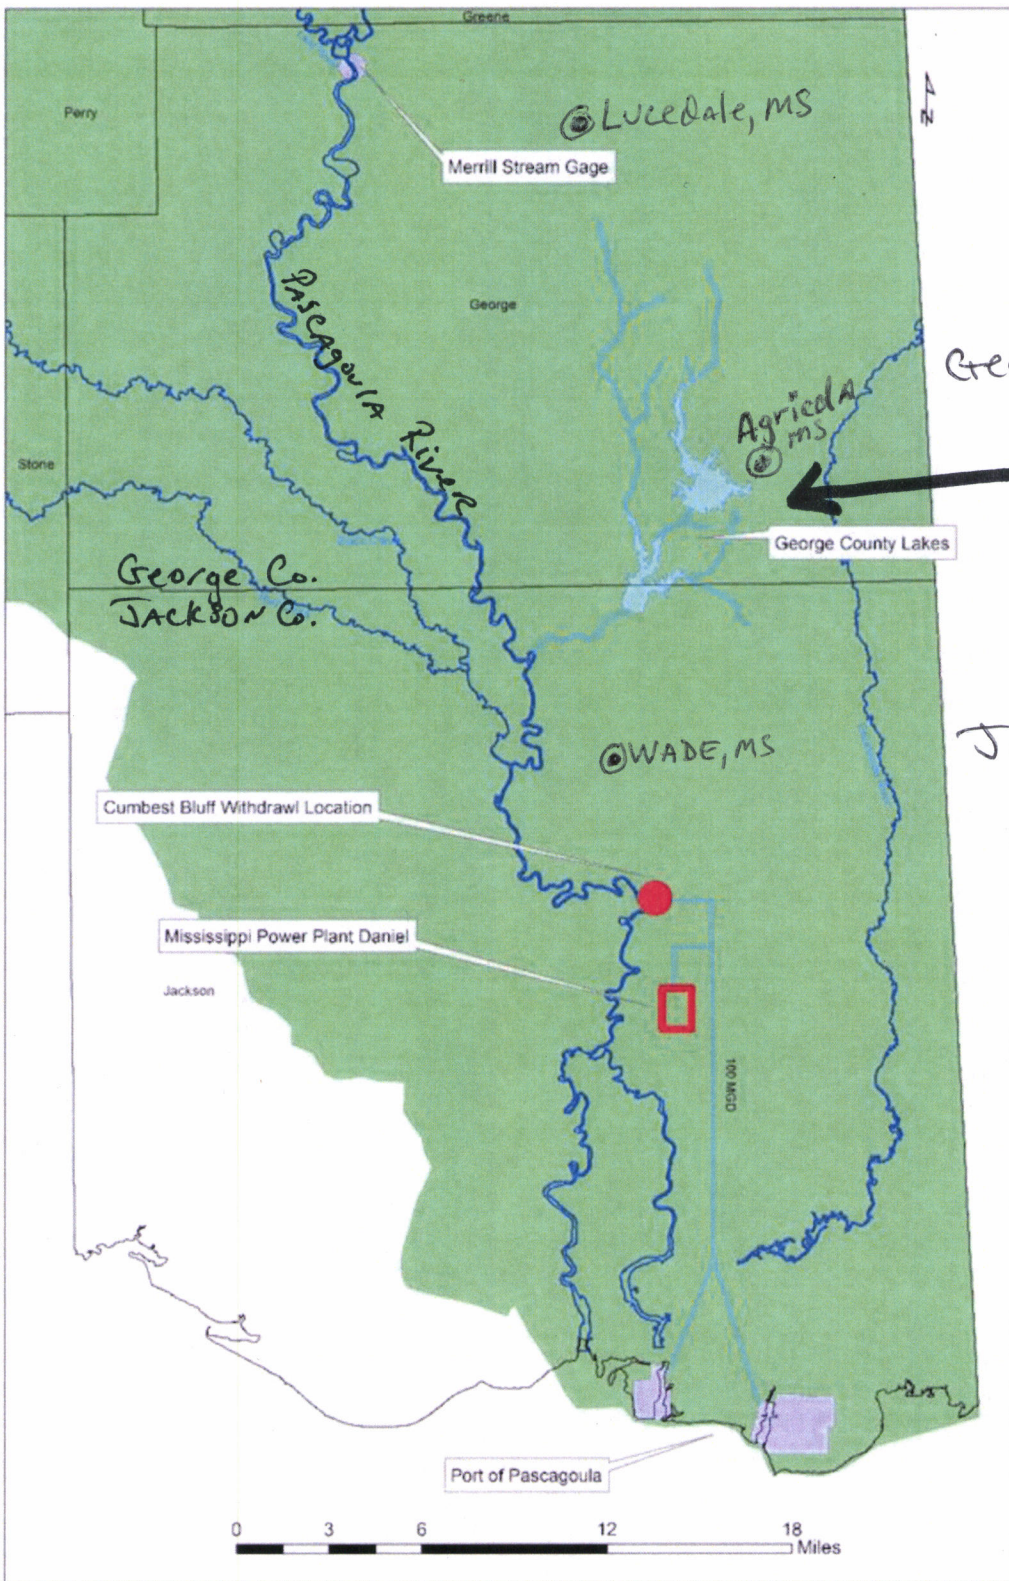 Greene
Perry
LUCEDALE, MS
N
Merrill Stream Gage
PASCAGOULA River
George
Agricola
MS
Stone
George County Lakes
George Co.
JACKSON Co.
WADE, MS
J
Cumbest Bluff Withdrawl Location
Mississippi Power Plant Daniel
Jackson
100 MGD
Port of Pascagoula
0 3 6 12 18
Miles